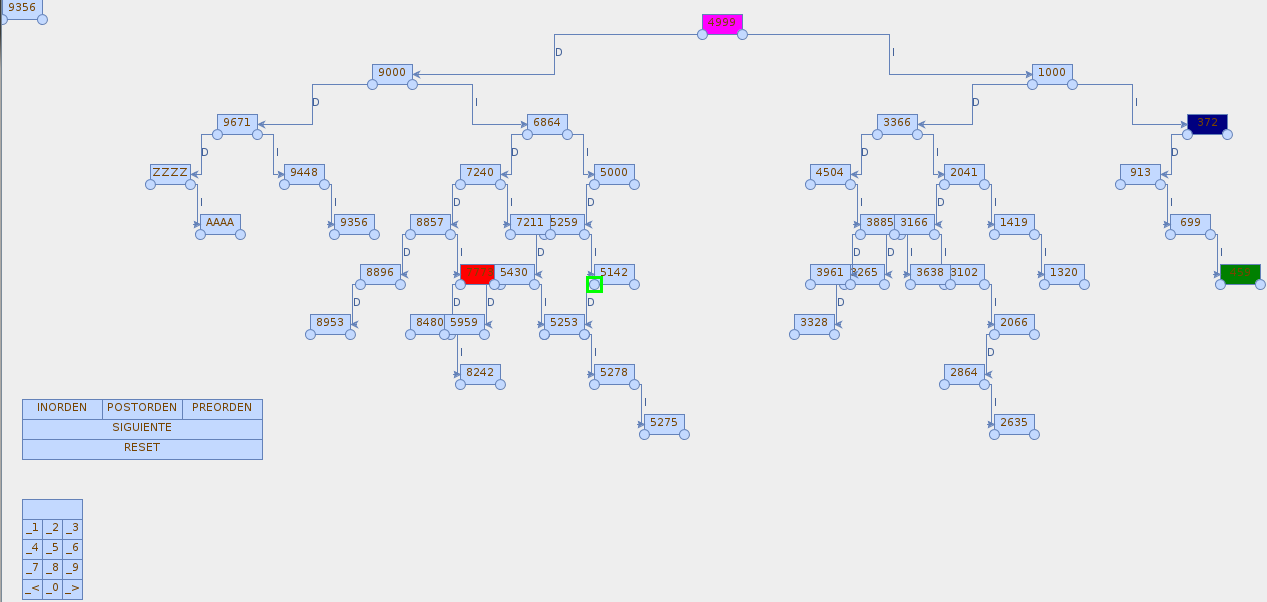 9356
4999
D I
9000 1000
D I D I
9671 6864 3366 372
D I D I D I D
ZZZZ 9448 7240 5000 4504 2041 913
I I D I D I D I I
AAAA 9356 8857 7211 5259 3885 3166 1419 699
D I D I D D I I I I
8896 5430 5142 3961 3265 3638 3102 1320
D D D I D D I
8953 8480 5959 5253 3328 2066
I I D
8242 5278 2864
I I
5275 2635
INORDEN POSTORDEN PREORDEN
SIGUIENTE
RESET
_1 _2 _3
_4 _5 _6
_7 _8 _9
_< _0 _>